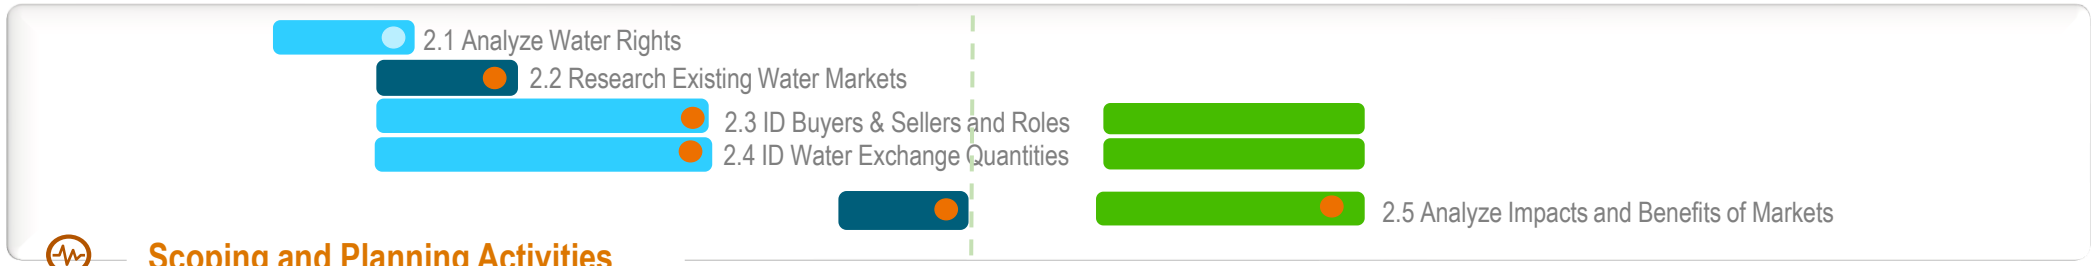 2.1 Analyze Water Rights
2.2 Research Existing Water Markets
2.3 ID Buyers & Sellers and Roles
2.4 ID Water Exchange Quantities
2.5 Analyze Impacts and Benefits of Markets
Scoping and Planning Activities